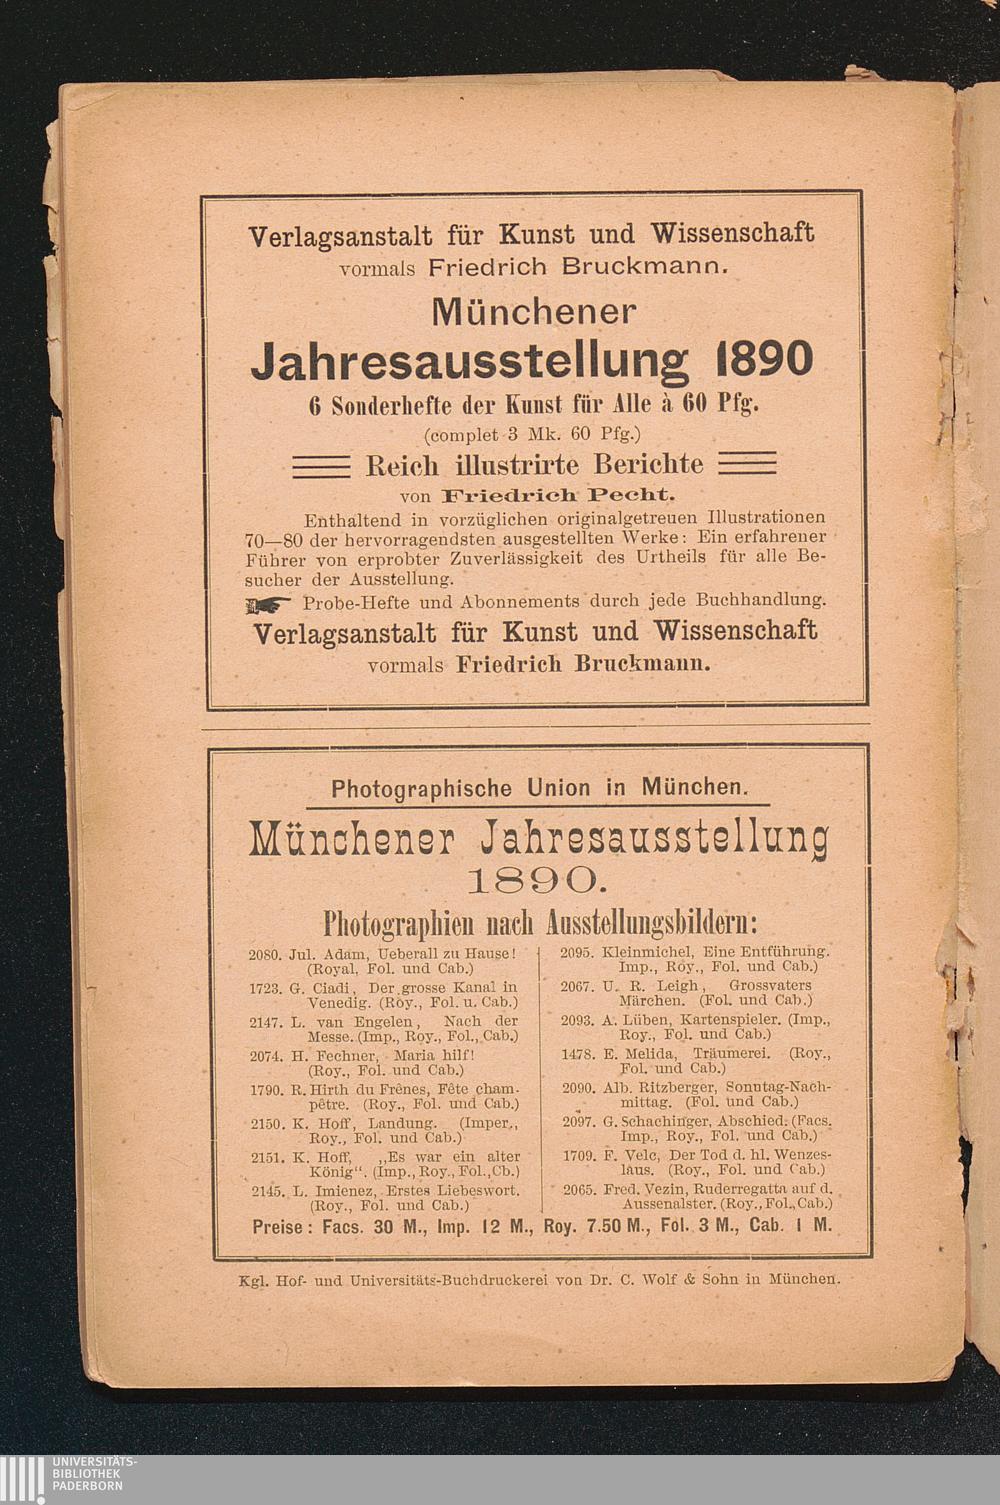 Verlagsanstalt für Kunst und Wissenschaft
vormals Friedrich Bruckmann.
Münchener
Jahresausstellung 1890
6 Sonderhefte der Kunst für Alle à 60 Pfg.
(complet 3 Mk. 60 Pfg.)
Reich illustrirte Berichte
von Friedrich Pecht.
Enthaltend in vorzüglichen originalgetreuen Illustrationen
70—80 der hervorragendsten ausgestellten Werke: Ein erfahrener
Führer von erprobter Zuverlässigkeit des Urtheils für alle Be-
sucher der Ausstellung.
Probe-Hefte und Abonnements durch jede Buchhandlung.
Verlagsanstalt für Kunst und Wissenschaft
vormals Friedrich Bruckmann.
Photographische Union in München.
Münchener Jahresausstellung
1890.
Photographien nach Ausstellungsbildern:
2080. Jul. Adam, Ueberall zu Hause!
(Royal, Fol. und Cab.)
1723. G. Ciadi, Der grosse Kanal in
Venedig. (Roy., Fol. u. Cab.)
2147. L. van Engelen, Nach der
Messe. (Imp., Roy., Fol., Cab.)
2074. H. Fechner, Maria hilf!
(Roy., Fol. und Cab.)
1790. R. Hirth du Frênes, Fête cham-
pêtre. (Roy., Fol. und Cab.)
2150. K. Hoff, Landung. (Imper.,
Roy., Fol. und Cab.)
2151. K. Hoff, „Es war ein alter
König“. (Imp., Roy., Fol., Cb.)
2145. L. Imienez, Erstes Liebeswort.
(Roy., Fol. und Cab.)
2095. Kleinmichel, Eine Entführung.
Imp., Roy., Fol. und Cab.)
2067. U. R. Leigh, Grossvaters
Märchen. (Fol. und Cab.)
2093. A. Lüben, Kartenspieler. (Imp.,
Roy., Fol. und Cab.)
1478. E. Melida, Träumerei. (Roy.,
Fol. und Cab.)
2090. Alb. Ritzberger, Sonntag-Nach-
mittag. (Fol. und Cab.)
2097. G. Schachinger, Abschied. (Facs.
Imp., Roy., Fol. und Cab.)
1709. F. Velc, Der Tod d. hl. Wenzes-
laus. (Roy., Fol. und Cab.)
2065. Fred. Vezin, Ruderregatta auf d.
Aussenalster. (Roy., Fol., Cab.)
Preise: Facs. 30 M., Imp. 12 M., Roy. 7.50 M., Fol. 3 M., Cab. 1 M.
Kgl. Hof- und Universitäts-Buchdruckerei von Dr. C. Wolf & Sohn in München.
UNIVERSITÄTS-
BIBLIOTHEK
PADERBORN